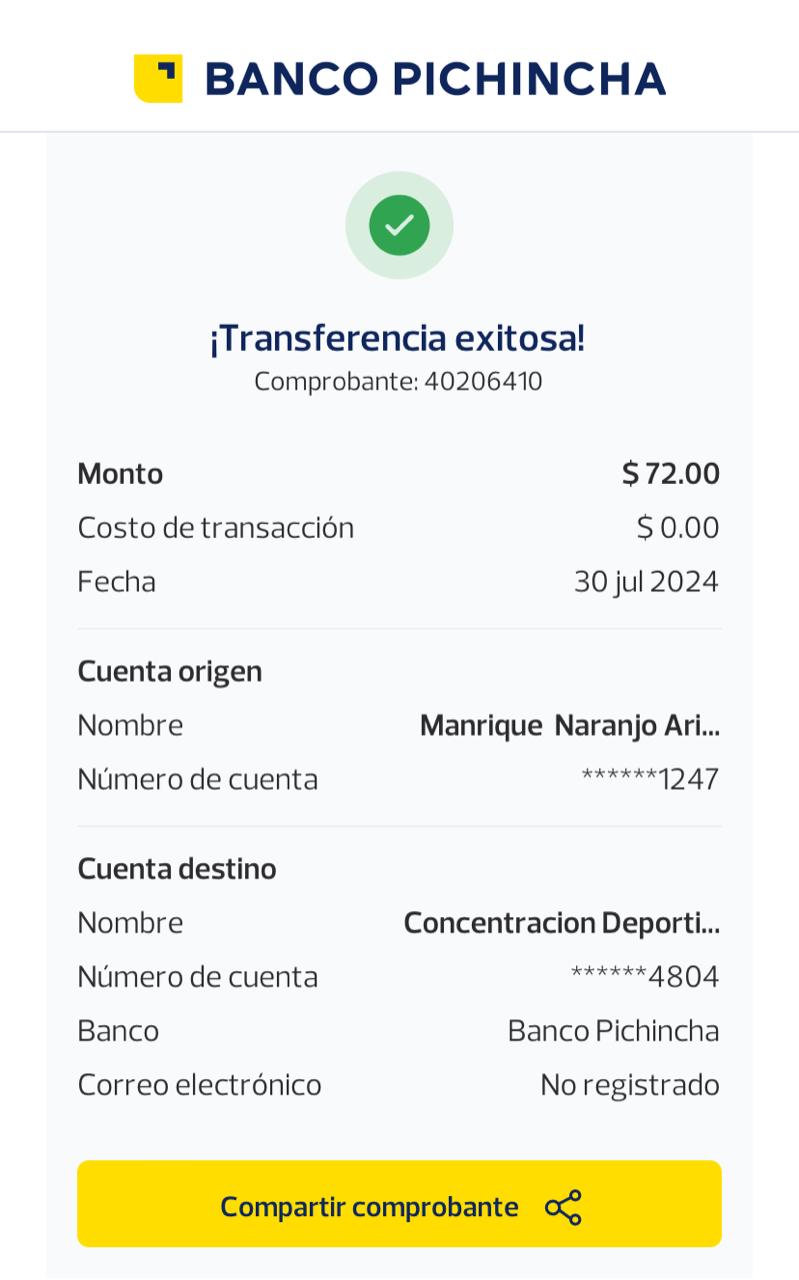 BANCO PICHINCHA
¡Transferencia exitosa!
Comprobante: 40206410
Monto $ 72.00
Costo de transacción $ 0.00
Fecha 30 jul 2024
Cuenta origen
Nombre Manrique  Naranjo Ari...
Número de cuenta ******1247
Cuenta destino
Nombre Concentracion Deporti...
Número de cuenta ******4804
Banco Banco Pichincha
Correo electrónico No registrado
Compartir comprobante